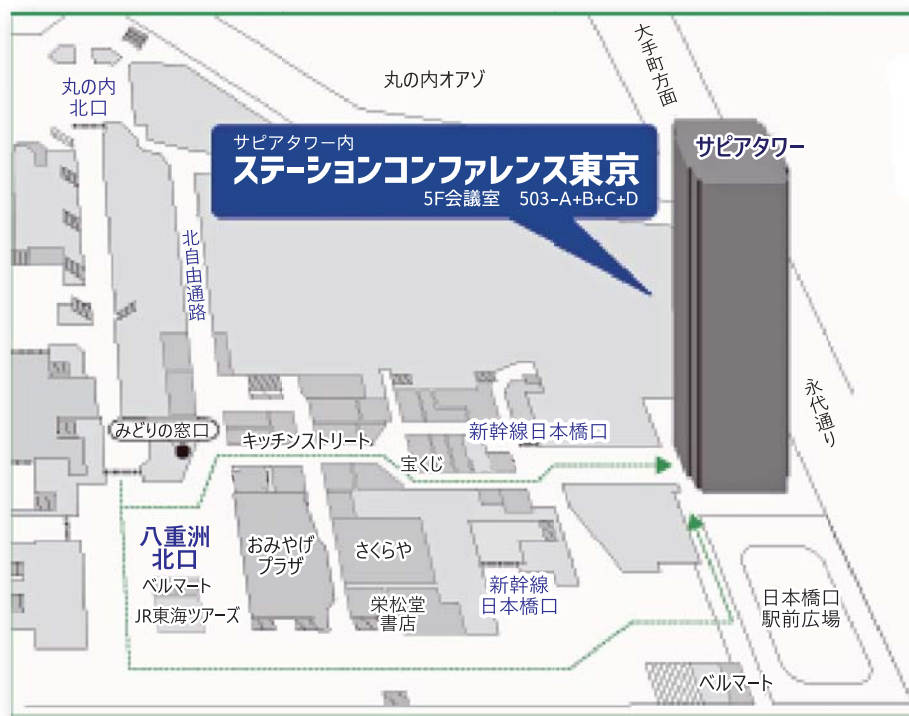 大手町方面
丸の内オアゾ
丸の内
北口
サピアタワー内
ステーションコンファレンス東京
5F会議室 503-A+B+C+D
サピアタワー
北自由通路
永代通り
みどりの窓口
キッチンストリート
新幹線日本橋口
宝くじ
八重洲
北口
ベルマート
JR東海ツアーズ
おみやげ
プラザ
さくらや
栄松堂
書店
新幹線
日本橋口
日本橋口
駅前広場
ベルマート